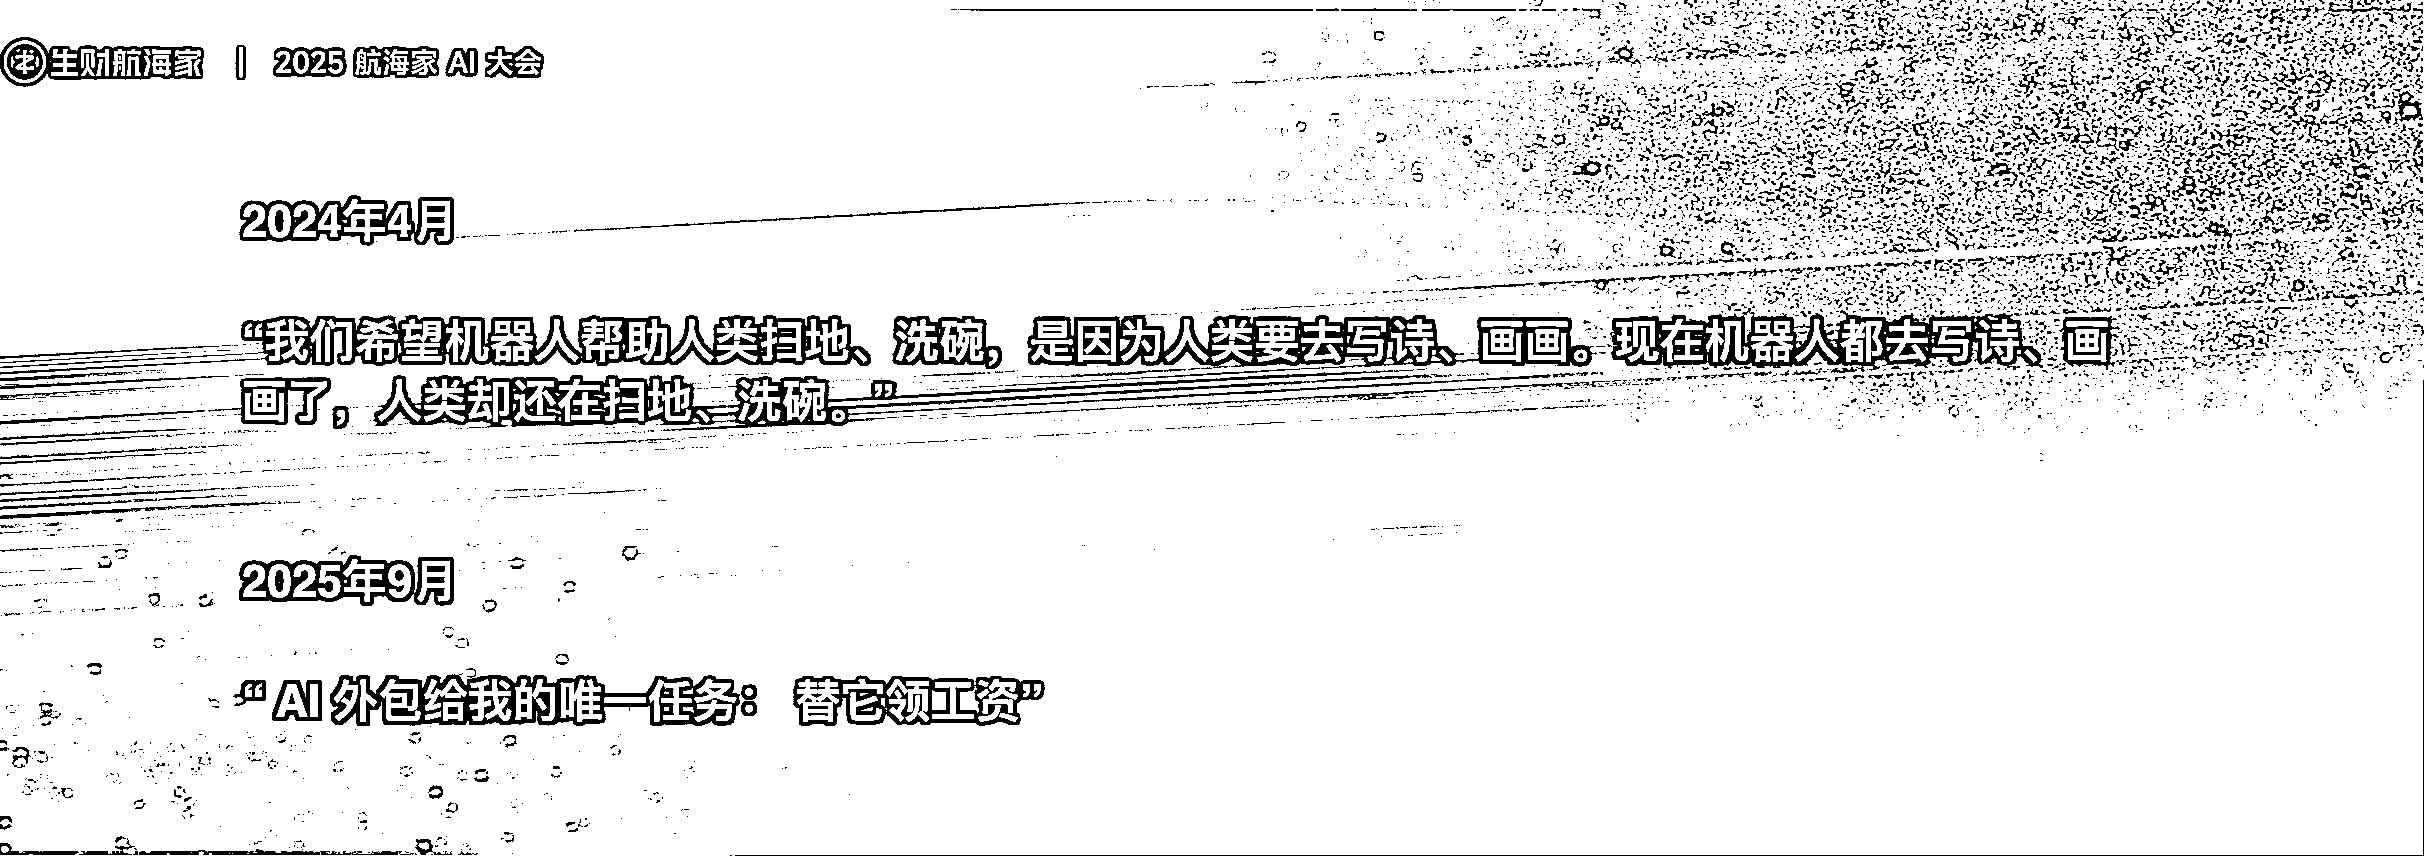 生财航海家 | 2025 航海家 AI 大会
2024年4月
“我们希望机器人帮助人类扫地、洗碗，是因为人类要去写诗、画画。现在机器人都去写诗、画
画了，人类却还在扫地、洗碗。”
2025年9月
“ AI 外包给我的唯一任务： 替它领工资”